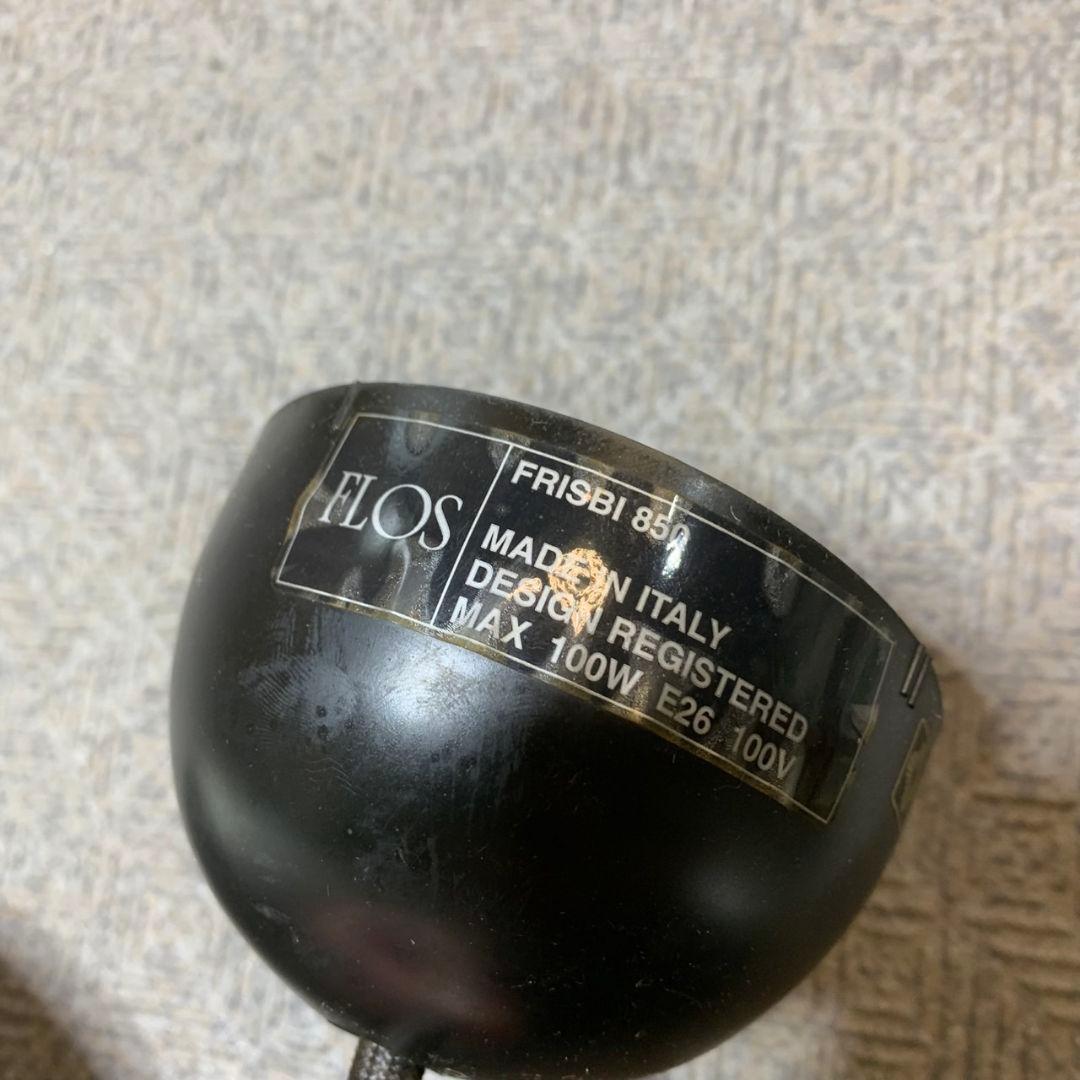 FLOS
FRISBI 850
MADE IN ITALY
DESIGN REGISTERED
MAX 100W E26 100V